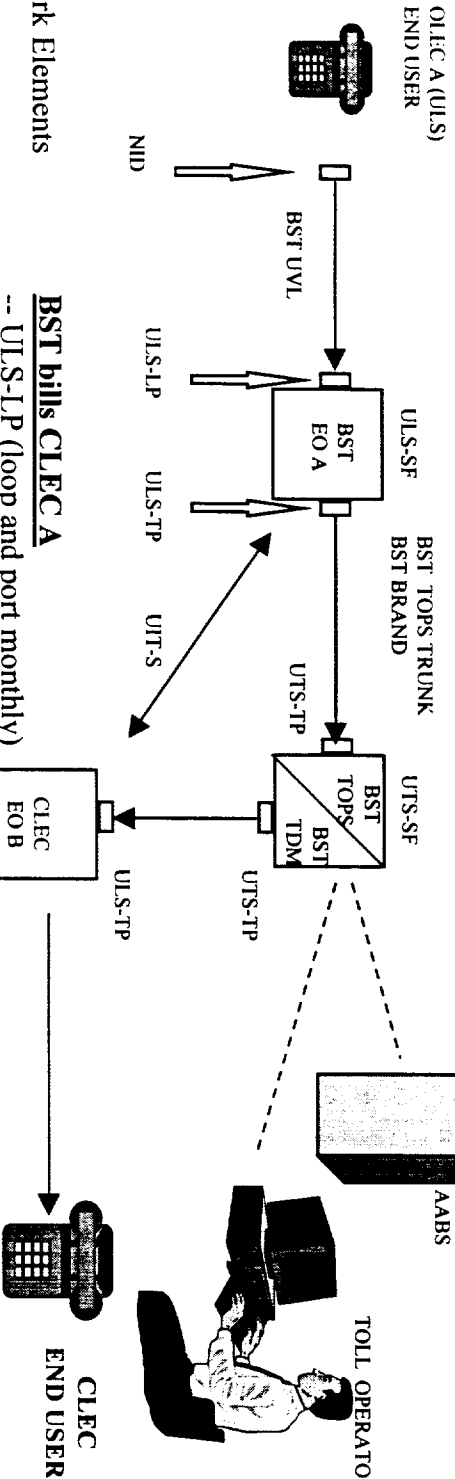 OLEC A (ULS)
END USER
NID
BST UVL
ULS-LP
ULS-SF
BST
EO A
ULS-TP
BST TOPS TRUNK
BST BRAND
UIT-S
UTS-TP
UTS-SF
BST
TOPS
BST
TDM
UTS-TP
ULS-TP
CLEC
EO B
AABS
TOLL OPERATO
CLEC
END USER
rk Elements
BST bills CLEC A
-- ULS-LP (loop and port monthly)